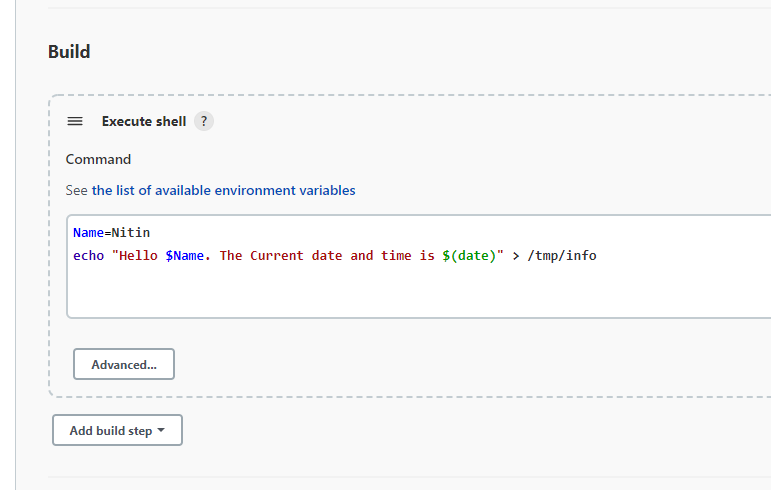 Build
Execute shell ?
Command
See the list of available environment variables
Name=Nitin
echo "Hello $Name. The Current date and time is $(date)" > /tmp/info
Advanced...
Add build step